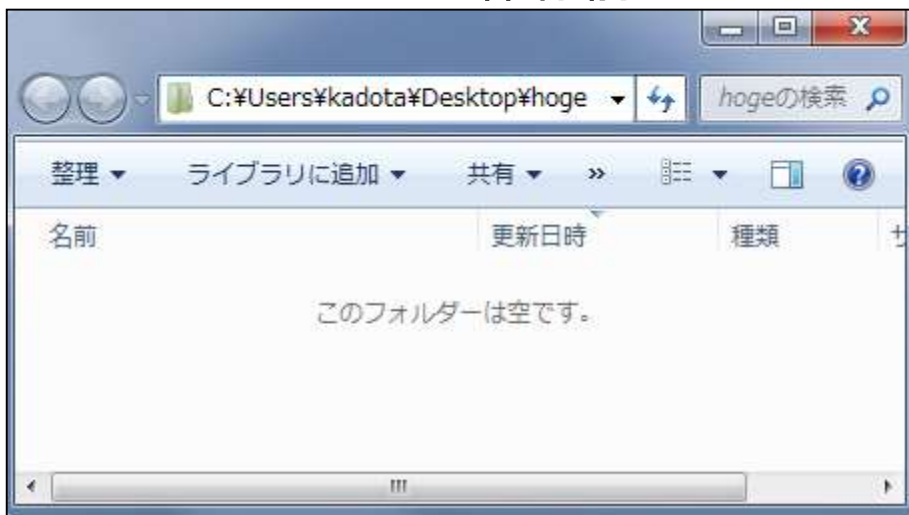 C:¥Users¥kadota¥Desktop¥hoge
hogeの検索
整理 ライブラリに追加 共有 »
名前 更新日時 種類 サ
このフォルダーは空です。